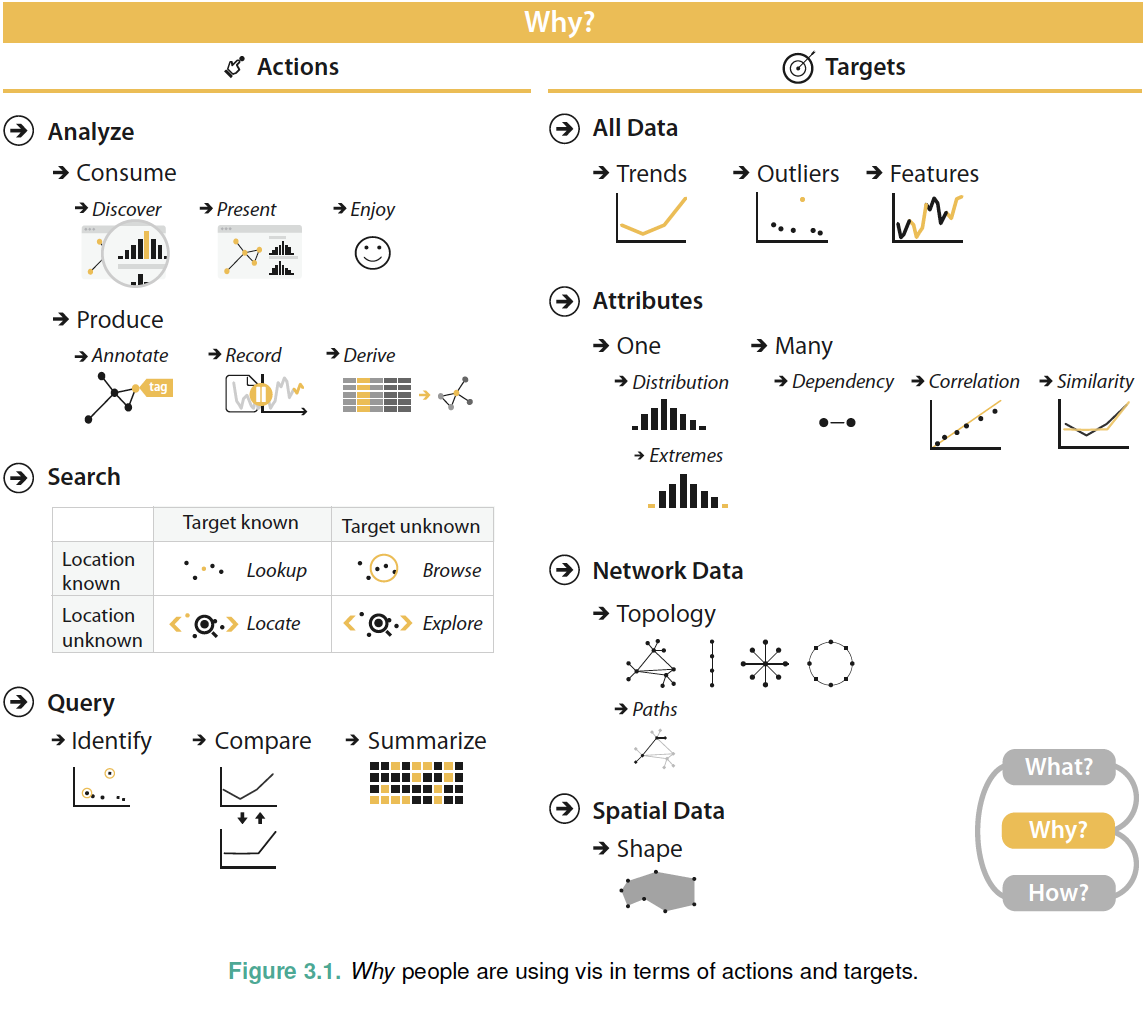 Why?
Actions
Analyze
Consume
Discover
Present
Enjoy
Produce
Annotate
Record
Derive
tag
Search
Target known
Target unknown
Location
known
Lookup
Browse
Location
unknown
Locate
Explore
Query
Identify
Compare
Summarize
Targets
All Data
Trends
Outliers
Features
Attributes
One
Many
Distribution
Dependency
Correlation
Similarity
Extremes
Network Data
Topology
Paths
Spatial Data
Shape
What?
Why?
How?
Figure 3.1. Why people are using vis in terms of actions and targets.